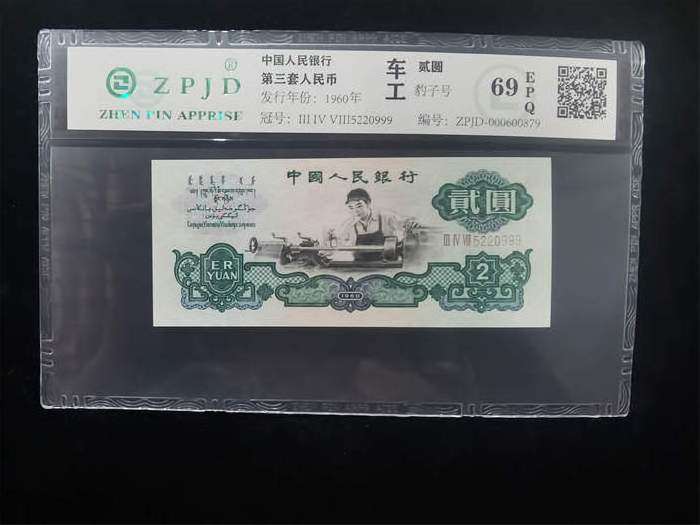 ZPJD®
ZHEN PIN APPRISE
中国人民银行
第三套人民币
发行年份：1960年
冠号：III IV VIII5220999
车工
贰圆
豹子号
编号：ZPJD-000600879
69
EPQ
中國人民銀行
貳圓
III IV VIII 5220999
ER
YUAN
1960
2